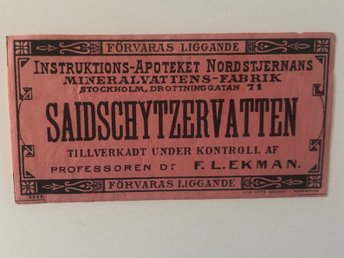 FÖRVARAS LIGGANDE
INSTRUKTIONS-APOTEKET NORDSTJERNANS
MINERALVATTENS-FABRIK
STOCKHOLM, DROTTNINGGATAN 71
SAIDSCHYTZERVATTEN
TILLVERKADT UNDER KONTROLL AF
PROFESSOREN Dr F. L. EKMAN.
FÖRVARAS LIGGANDE